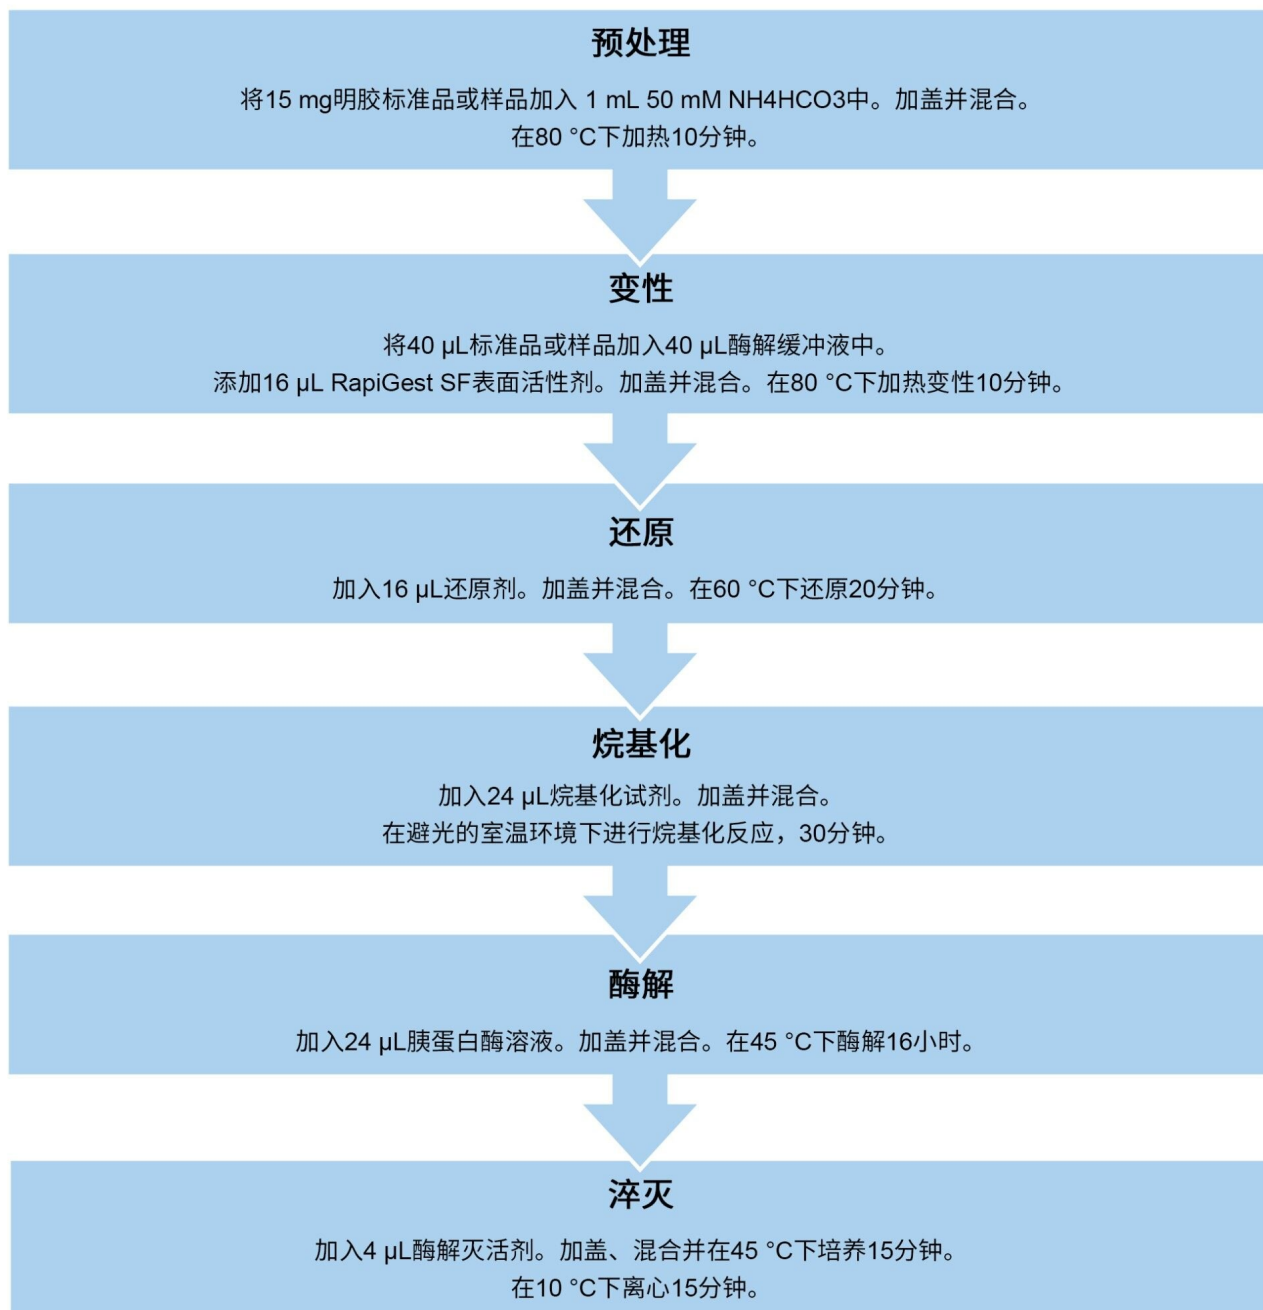 预处理
将15 mg明胶标准品或样品加入 1 mL 50 mM NH4HCO3中。加盖并混合。
在80 °C下加热10分钟。
变性
将40 µL标准品或样品加入40 µL酶解缓冲液中。
添加16 µL RapiGest SF表面活性剂。加盖并混合。在80 °C下加热变性10分钟。
还原
加入16 µL还原剂。加盖并混合。在60 °C下还原20分钟。
烷基化
加入24 µL烷基化试剂。加盖并混合。
在避光的室温环境下进行烷基化反应，30分钟。
酶解
加入24 µL胰蛋白酶溶液。加盖并混合。在45 °C下酶解16小时。
淬灭
加入4 µL酶解灭活剂。加盖、混合并在45 °C下培养15分钟。
在10 °C下离心15分钟。